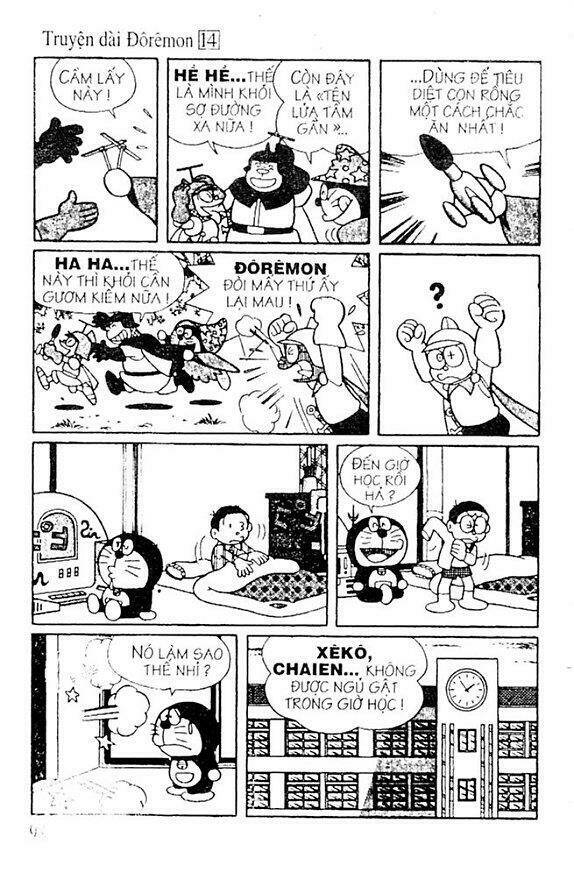 Truyện dài Đôrêmon 14
CẦM LẤY
NÀY !
HỀ HỀ...THẾ
LÀ MÌNH KHỎI
SỢ ĐƯỜNG
XA NỮA !
CÒN ĐÂY
LÀ «TÊN
LỬA TẦM
GẦN »...
...DÙNG ĐỂ TIÊU
DIỆT CON RỒNG
MỘT CÁCH CHẮC
ĂN NHẤT !
HA HA...THẾ
NÀY THÌ KHỎI CẦN
GƯƠM KIẾM NỮA !
ĐÔRÊMON
ĐÒI MẤY THỨ ẤY
LẠI MAU !
?
ĐẾN GIỜ
HỌC RỒI
HẢ ?
NÓ LÀM SAO
THẾ NHỈ ?
XÊKÔ,
CHAIEN... KHÔNG
ĐƯỢC NGỦ GẬT
TRONG GIỜ HỌC !